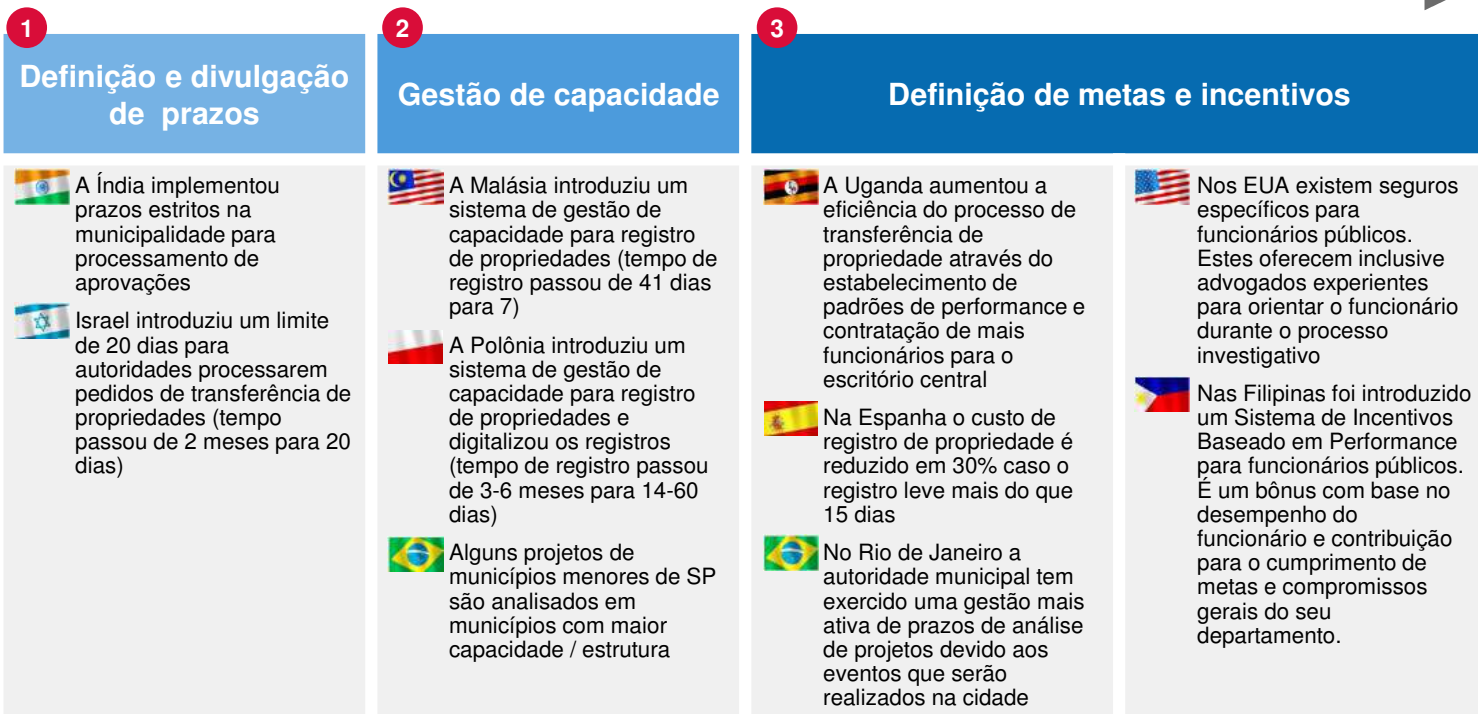 1
Definição e divulgação
de prazos
A Índia implementou
prazos estritos na
municipalidade para
processamento de
aprovações
Israel introduziu um limite
de 20 dias para
autoridades processarem
pedidos de transferência de
propriedades (tempo
passou de 2 meses para 20
dias)
2
Gestão de capacidade
A Malásia introduziu um
sistema de gestão de
capacidade para registro
de propriedades (tempo de
registro passou de 41 dias
para 7)
A Polônia introduziu um
sistema de gestão de
capacidade para registro
de propriedades e
digitalizou os registros
(tempo de registro passou
de 3-6 meses para 14-60
dias)
Alguns projetos de
municípios menores de SP
são analisados em
municípios com maior
capacidade / estrutura
3
Definição de metas e incentivos
A Uganda aumentou a
eficiência do processo de
transferência de
propriedade através do
estabelecimento de
padrões de performance e
contratação de mais
funcionários para o
escritório central
Na Espanha o custo de
registro de propriedade é
reduzido em 30% caso o
registro leve mais do que
15 dias
No Rio de Janeiro a
autoridade municipal tem
exercido uma gestão mais
ativa de prazos de análise
de projetos devido aos
eventos que serão
realizados na cidade
Nos EUA existem seguros
específicos para
funcionários públicos.
Estes oferecem inclusive
advogados experientes
para orientar o funcionário
durante o processo
investigativo
Nas Filipinas foi introduzido
um Sistema de Incentivos
Baseado em Performance
para funcionários públicos.
É um bônus com base no
desempenho do
funcionário e contribuição
para o cumprimento de
metas e compromissos
gerais do seu
departamento.